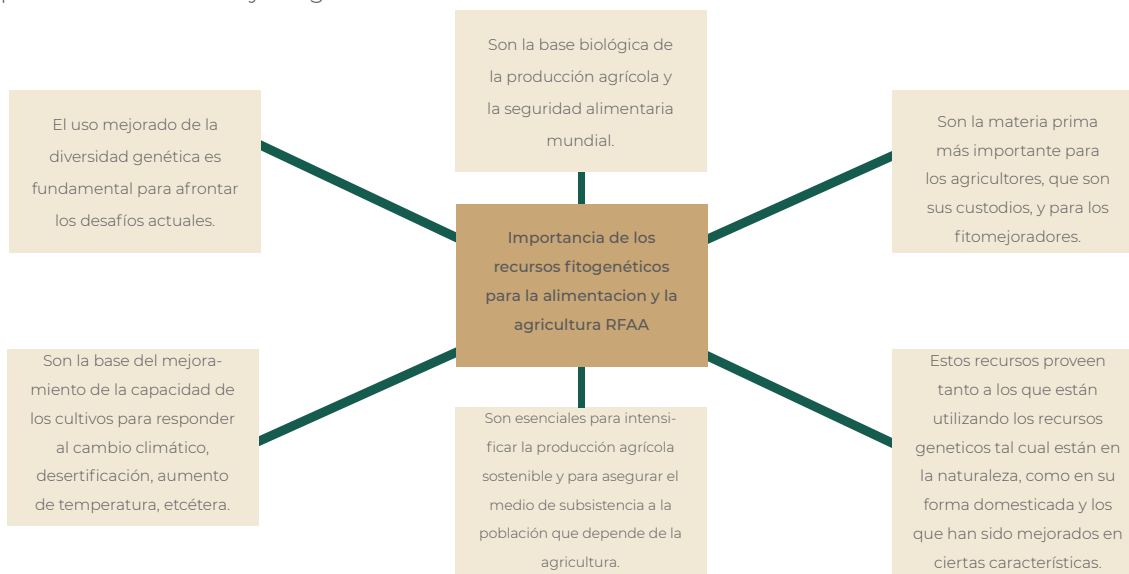 Son la base biológica de
la producción agrícola y
la seguridad alimentaria
mundial.
El uso mejorado de la
diversidad genética es
fundamental para afrontar
los desafíos actuales.
Son la materia prima
más importante para
los agricultores, que son
sus custodios, y para los
fitomejoradores.
Importancia de los
recursos fitogenéticos
para la alimentacion y la
agricultura RFAA
Son la base del mejora-
miento de la capacidad de
los cultivos para responder
al cambio climático,
desertificación, aumento
de temperatura, etcétera.
Son esenciales para intensi-
ficar la producción agrícola
sostenible y para asegurar el
medio de subsistencia a la
población que depende de la
agricultura.
Estos recursos proveen
tanto a los que están
utilizando los recursos
geneticos tal cual están en
la naturaleza, como en su
forma domesticada y los
que han sido mejorados en
ciertas características.